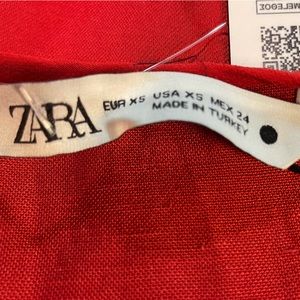 ZARA
EUR XS USA XS MEX 24
MADE IN TURKEY